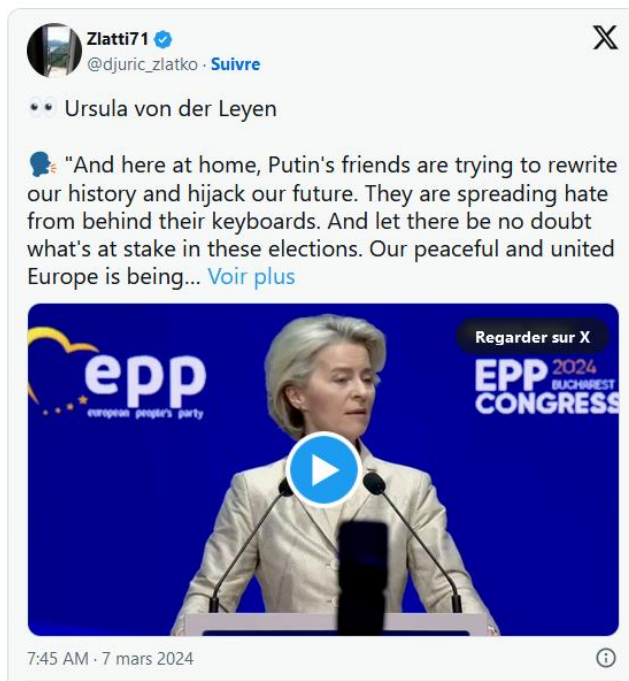 Zlatti71
@djuric_zlatko · Suivre
X
👀 Ursula von der Leyen
🗣️ "And here at home, Putin's friends are trying to rewrite
our history and hijack our future. They are spreading hate
from behind their keyboards. And let there be no doubt
what's at stake in these elections. Our peaceful and united
Europe is being... Voir plus
Regarder sur X
epp
european people's party
EPP 2024
BUCHAREST
CONGRESS
7:45 AM · 7 mars 2024